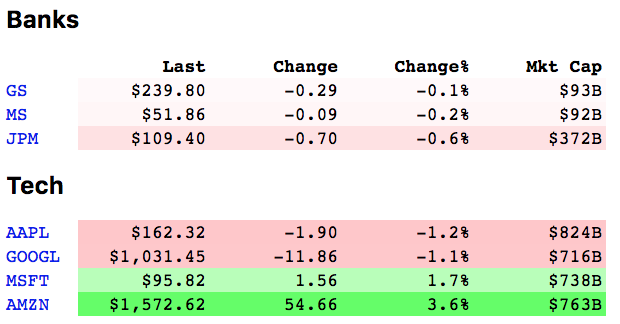 Banks
Last Change Change% Mkt Cap
GS $239.80 −0.29 −0.1% $93B
MS $51.86 −0.09 −0.2% $92B
JPM $109.40 −0.70 −0.6% $372B
Tech
AAPL $162.32 −1.90 −1.2% $824B
GOOGL $1,031.45 −11.86 −1.1% $716B
MSFT $95.82 1.56 1.7% $738B
AMZN $1,572.62 54.66 3.6% $763B